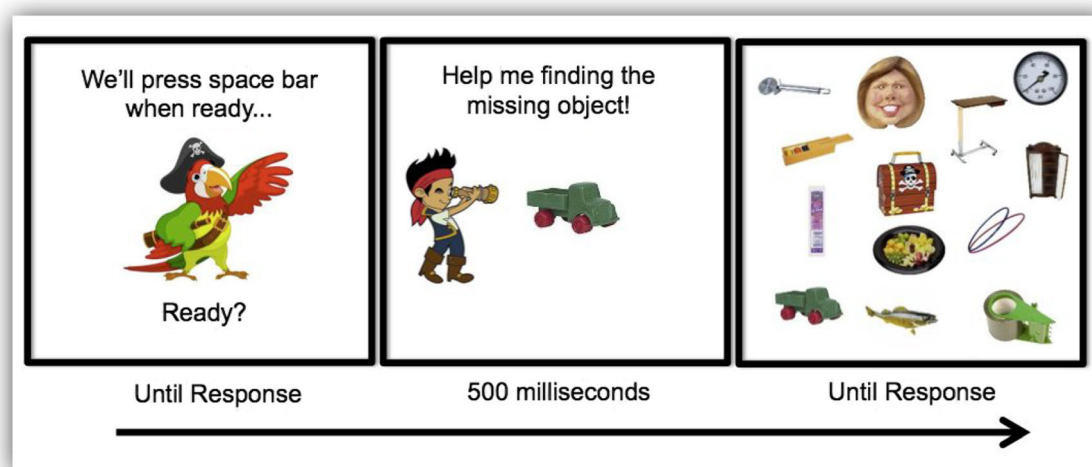 We'll press space bar
when ready...
Ready?
Help me finding the
missing object!
Until Response
500 milliseconds
Until Response